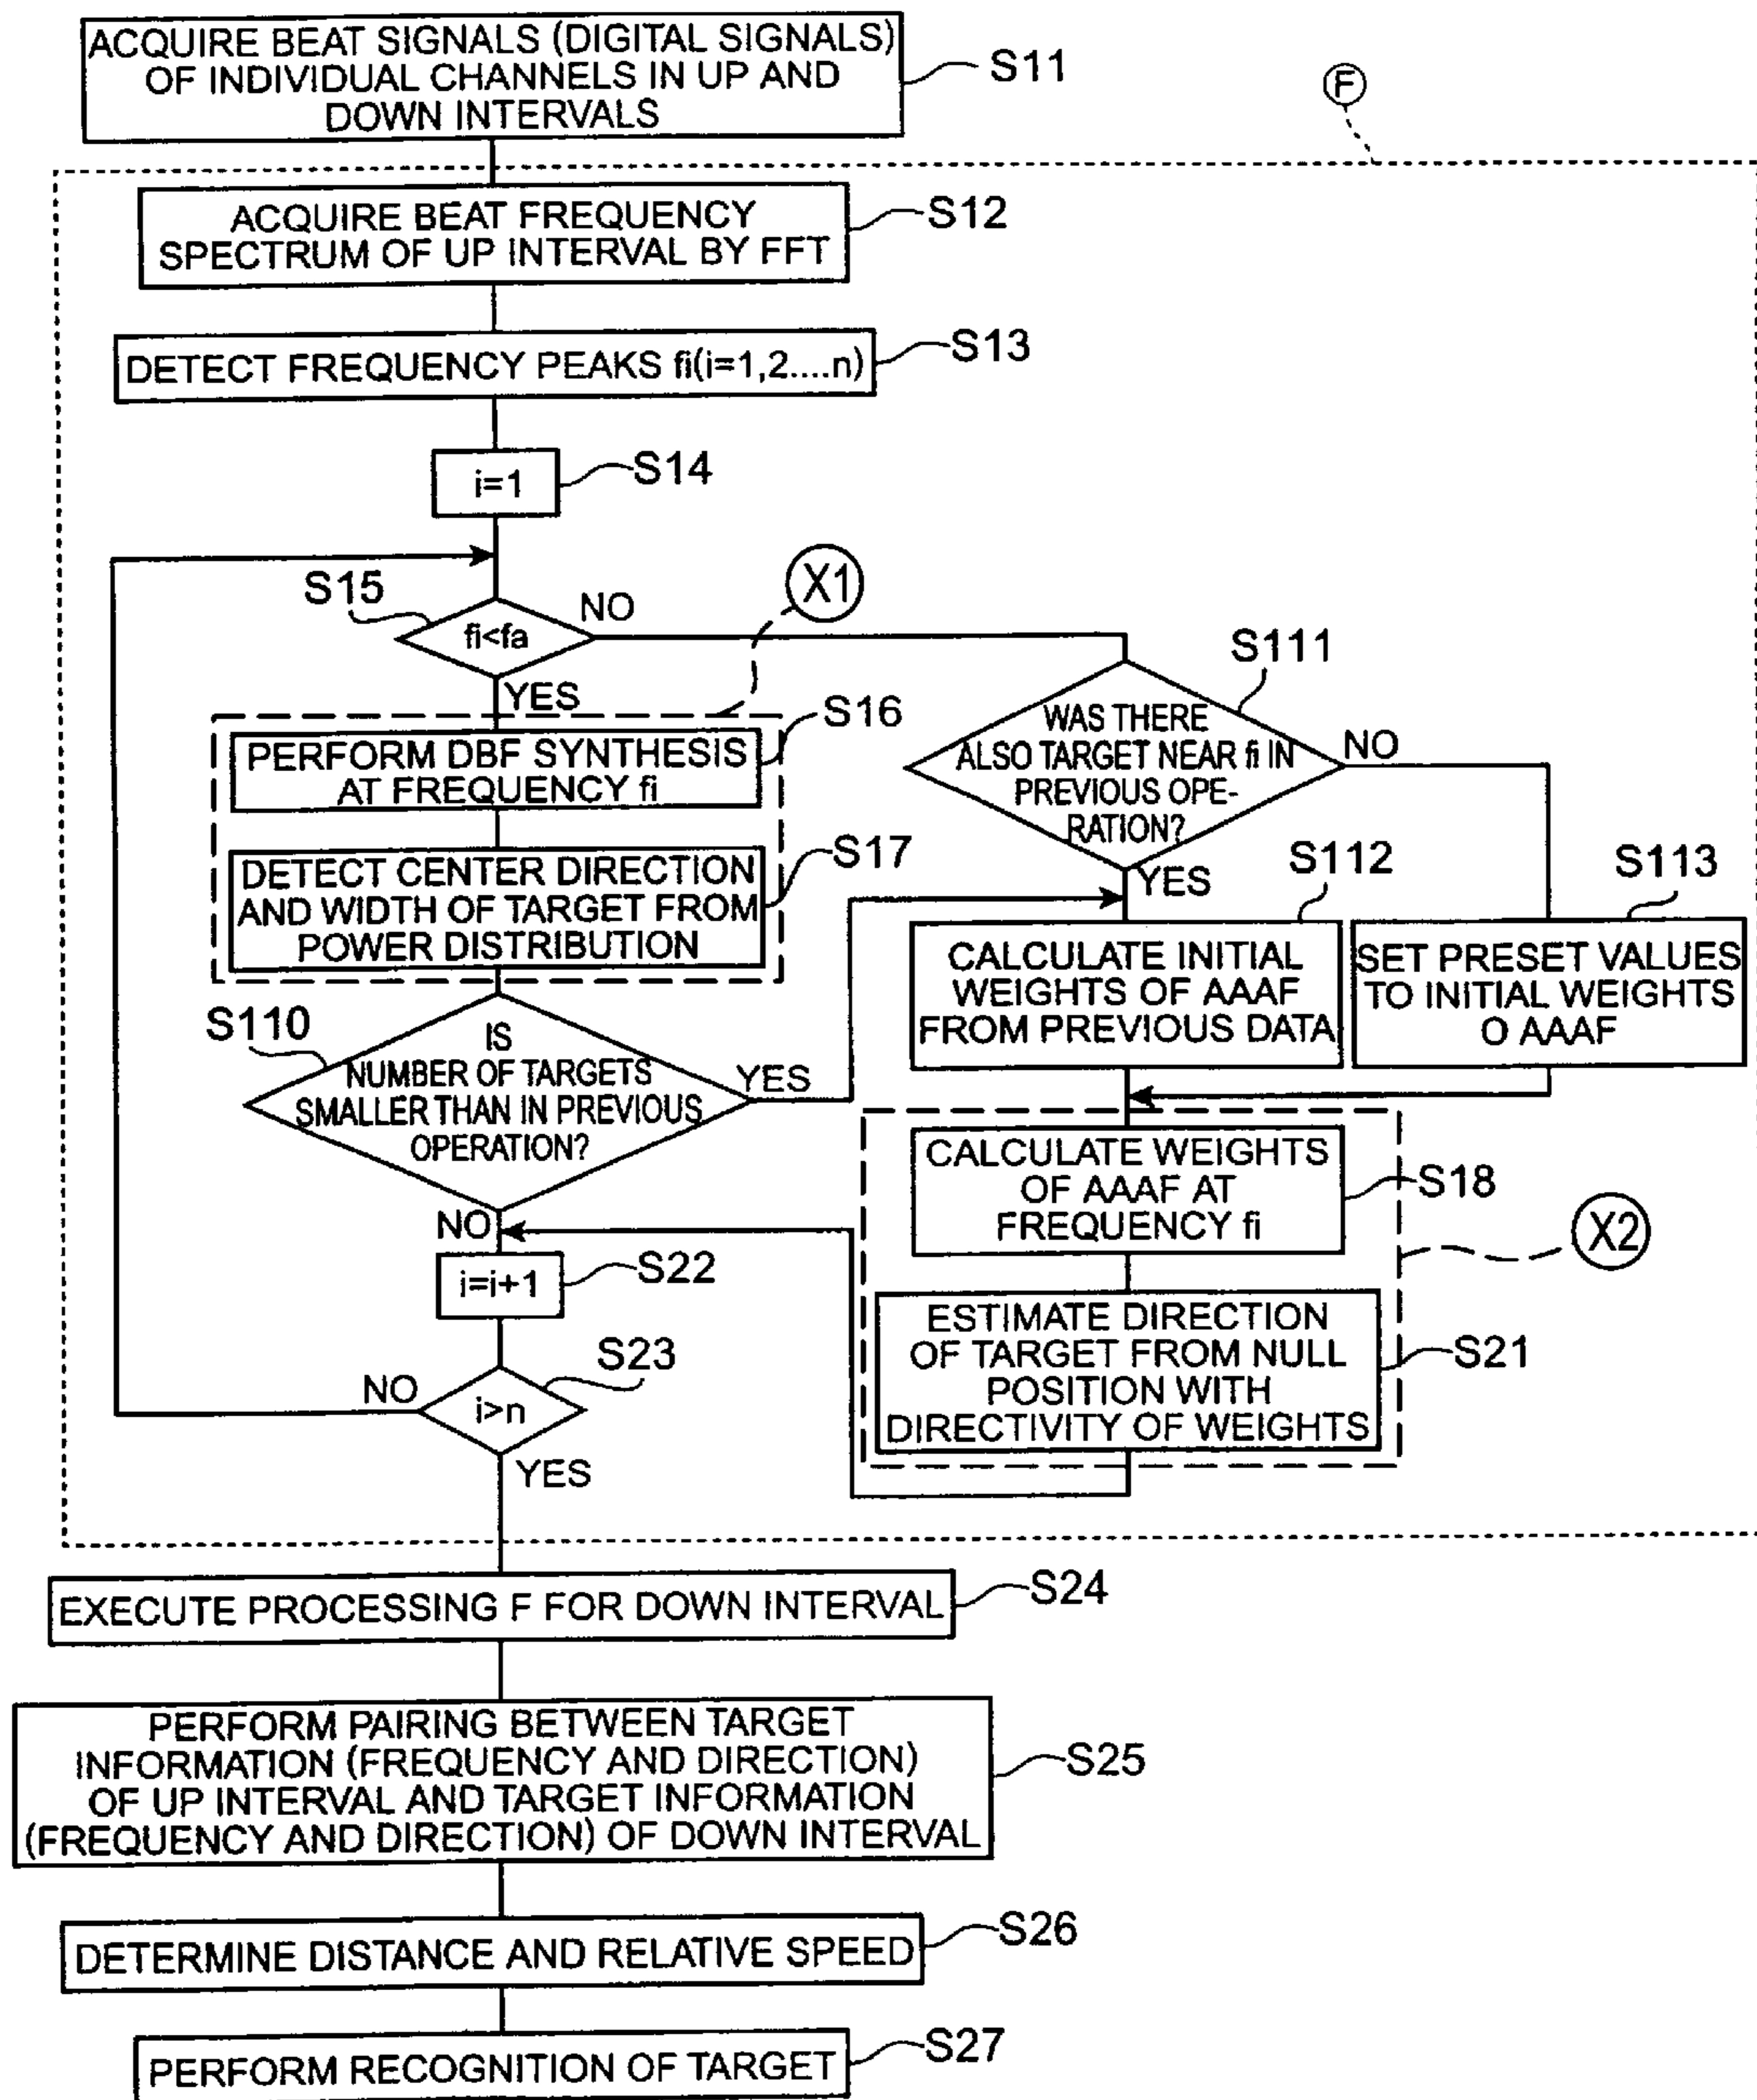 ACQUIRE BEAT SIGNALS (DIGITAL SIGNALS)
OF INDIVIDUAL CHANNELS IN UP AND
DOWN INTERVALS
S11
F
ACQUIRE BEAT FREQUENCY
SPECTRUM OF UP INTERVAL BY FFT
S12
DETECT FREQUENCY PEAKS fi(i=1,2....n)
S13
i=1
S14
X1
S15
fi<fa
NO
YES
S111
WAS THERE
ALSO TARGET NEAR fi IN
PREVIOUS OPE-
RATION?
NO
YES
S16
PERFORM DBF SYNTHESIS
AT FREQUENCY fi
S17
DETECT CENTER DIRECTION
AND WIDTH OF TARGET FROM
POWER DISTRIBUTION
S112
CALCULATE INITIAL
WEIGHTS OF AAAF
FROM PREVIOUS DATA
S113
SET PRESET VALUES
TO INITIAL WEIGHTS
O AAAF
S110
IS
NUMBER OF TARGETS
SMALLER THAN IN PREVIOUS
OPERATION?
YES
NO
CALCULATE WEIGHTS
OF AAAF AT
FREQUENCY fi
S18
X2
i=i+1
S22
ESTIMATE DIRECTION
OF TARGET FROM NULL
POSITION WITH
DIRECTIVITY OF WEIGHTS
S21
S23
NO
i>n
YES
EXECUTE PROCESSING F FOR DOWN INTERVAL
S24
PERFORM PAIRING BETWEEN TARGET
INFORMATION (FREQUENCY AND DIRECTION)
OF UP INTERVAL AND TARGET INFORMATION
(FREQUENCY AND DIRECTION) OF DOWN INTERVAL
S25
DETERMINE DISTANCE AND RELATIVE SPEED
S26
PERFORM RECOGNITION OF TARGET
S27